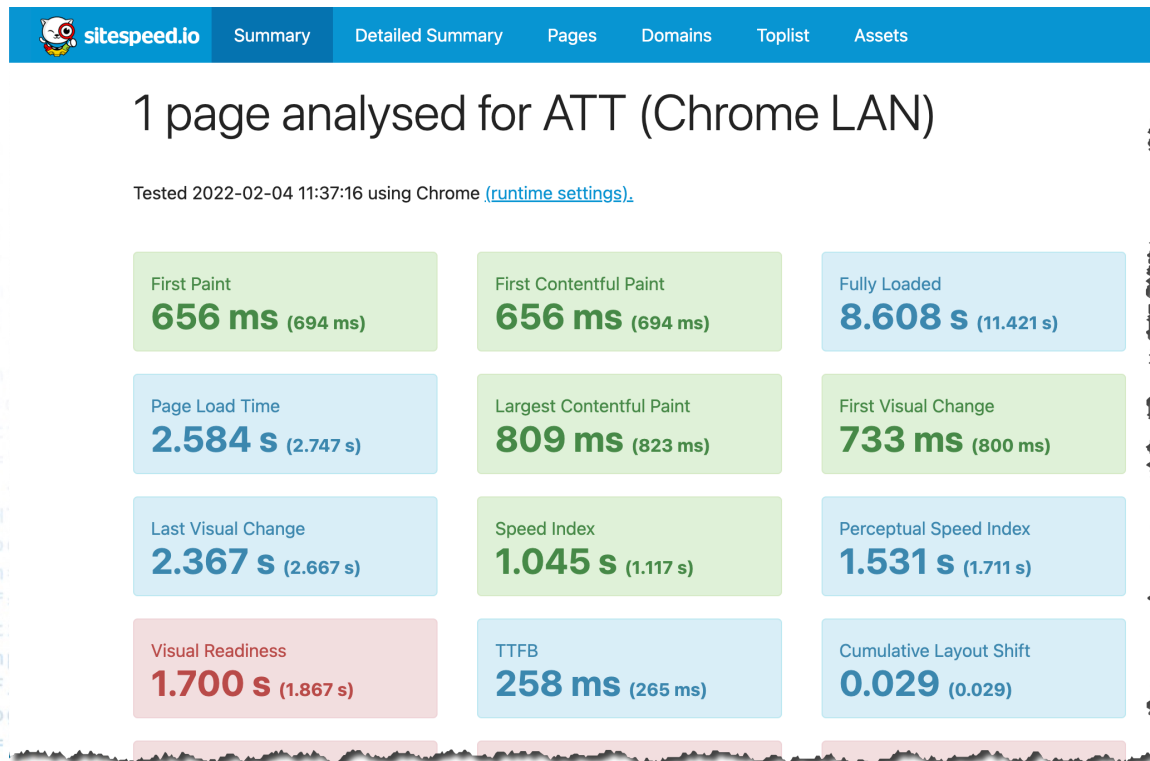 sitespeed.io Summary Detailed Summary Pages Domains Toplist Assets
1 page analysed for ATT (Chrome LAN)
Tested 2022-02-04 11:37:16 using Chrome (runtime settings).
First Paint
656 ms (694 ms)
First Contentful Paint
656 ms (694 ms)
Fully Loaded
8.608 s (11.421 s)
Page Load Time
2.584 s (2.747 s)
Largest Contentful Paint
809 ms (823 ms)
First Visual Change
733 ms (800 ms)
Last Visual Change
2.367 s (2.667 s)
Speed Index
1.045 s (1.117 s)
Perceptual Speed Index
1.531 s (1.711 s)
Visual Readiness
1.700 s (1.867 s)
TTFB
258 ms (265 ms)
Cumulative Layout Shift
0.029 (0.029)